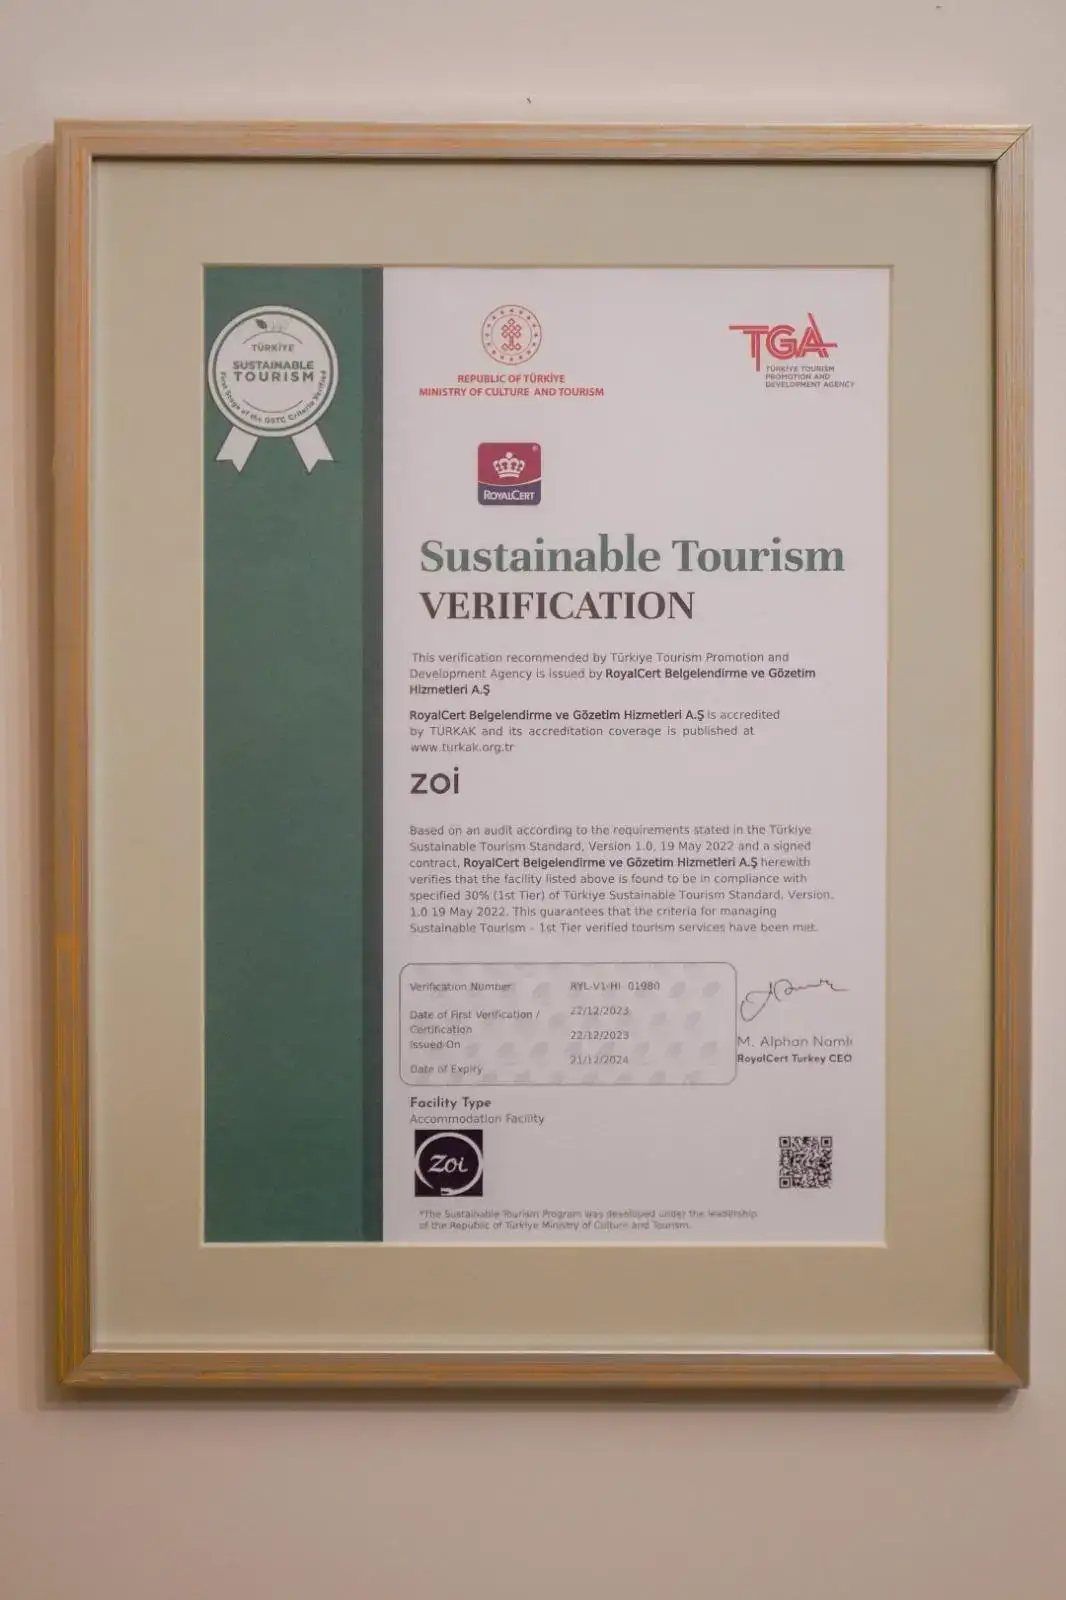 TÜRKİYE
SUSTAINABLE
TOURISM
First Stage of the GSTC Criteria Verified
REPUBLIC OF TÜRKİYE
MINISTRY OF CULTURE AND TOURISM
TGA
TÜRKİYE TOURISM
PROMOTION AND
DEVELOPMENT AGENCY
ROYALCERT
Sustainable Tourism
VERIFICATION
This verification recommended by Türkiye Tourism Promotion and
Development Agency is issued by RoyalCert Belgelendirme ve Gözetim
Hizmetleri A.Ş
RoyalCert Belgelendirme ve Gözetim Hizmetleri A.Ş is accredited
by TÜRKAK and its accreditation coverage is published at
www.turkak.org.tr
zoi
Based on an audit according to the requirements stated in the Türkiye
Sustainable Tourism Standard, Version 1.0, 19 May 2022 and a signed
contract, RoyalCert Belgelendirme ve Gözetim Hizmetleri A.Ş herewith
verifies that the facility listed above is found to be in compliance with
specified 30% (1st Tier) of Türkiye Sustainable Tourism Standard, Version,
1.0 19 May 2022. This guarantees that the criteria for managing
Sustainable Tourism - 1st Tier verified tourism services have been met.
Verification Number RYL-V1-HI- 01980
Date of First Verification / 22/12/2023
Certification
Issued On 22/12/2023
Date of Expiry 21/12/2024
M. Alphan Namlı
RoyalCert Turkey CEO
Facility Type
Accommodation Facility
Zoi
*The Sustainable Tourism Program was developed under the leadership
of the Republic of Türkiye Ministry of Culture and Tourism.